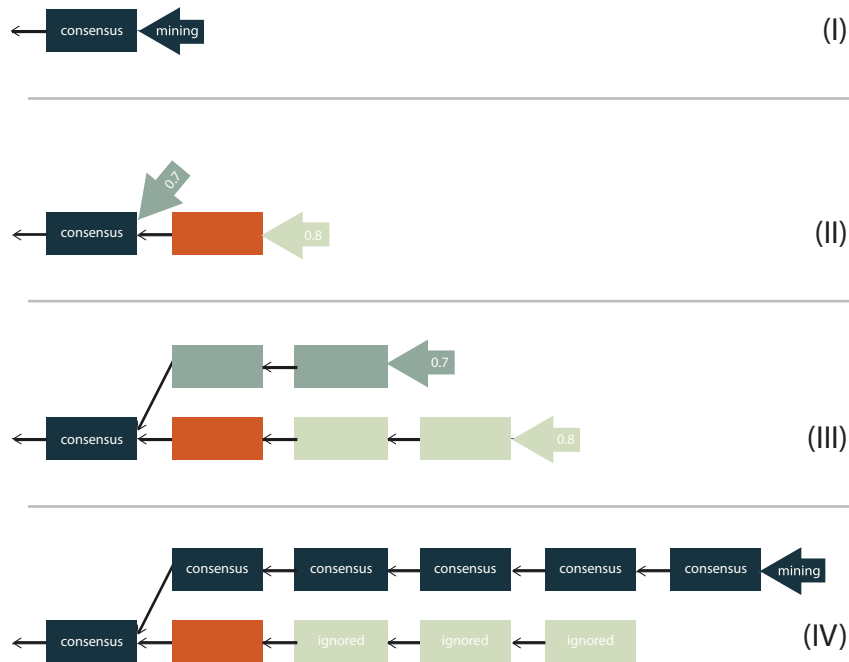 consensus mining (I)
0.7
consensus 0.8 (II)
0.7
consensus 0.8 (III)
consensus consensus consensus consensus consensus mining
consensus ignored ignored ignored (IV)